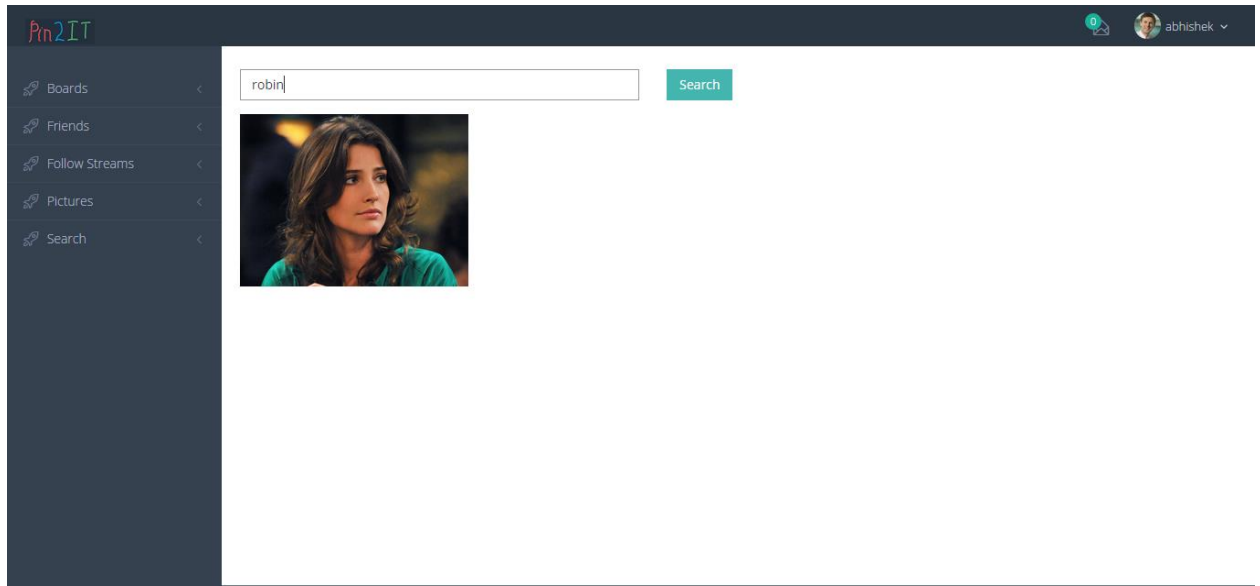 Pin2IT
0
abhishek
Boards
Friends
Follow Streams
Pictures
Search
robin
Search